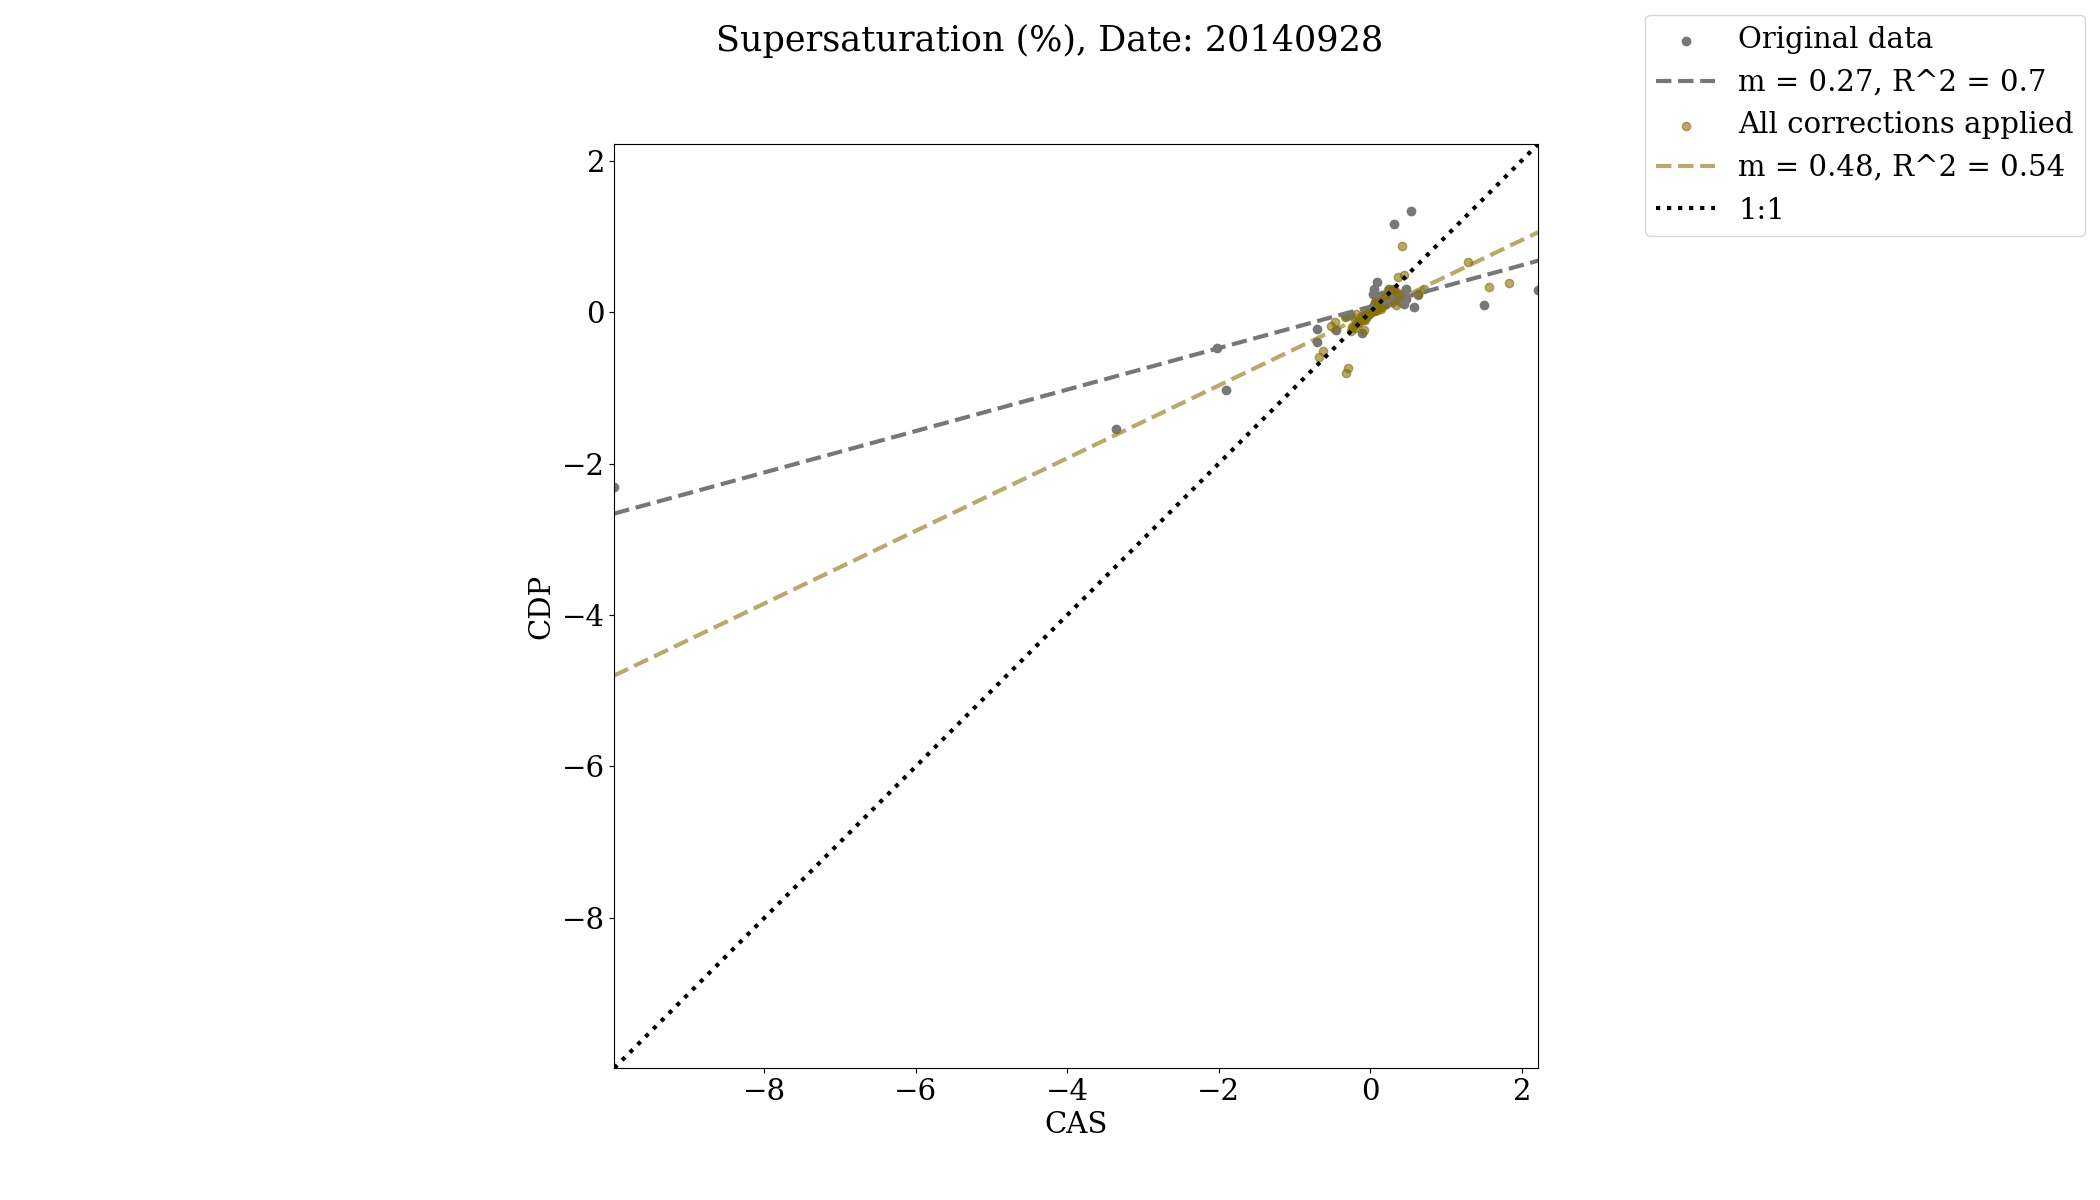 Supersaturation (%), Date: 20140928
Original data
m = 0.27, R^2 = 0.7
All corrections applied
m = 0.48, R^2 = 0.54
1:1
2
0
−2
−4
−6
−8
CDP
−8
−6
−4
−2
0
2
CAS